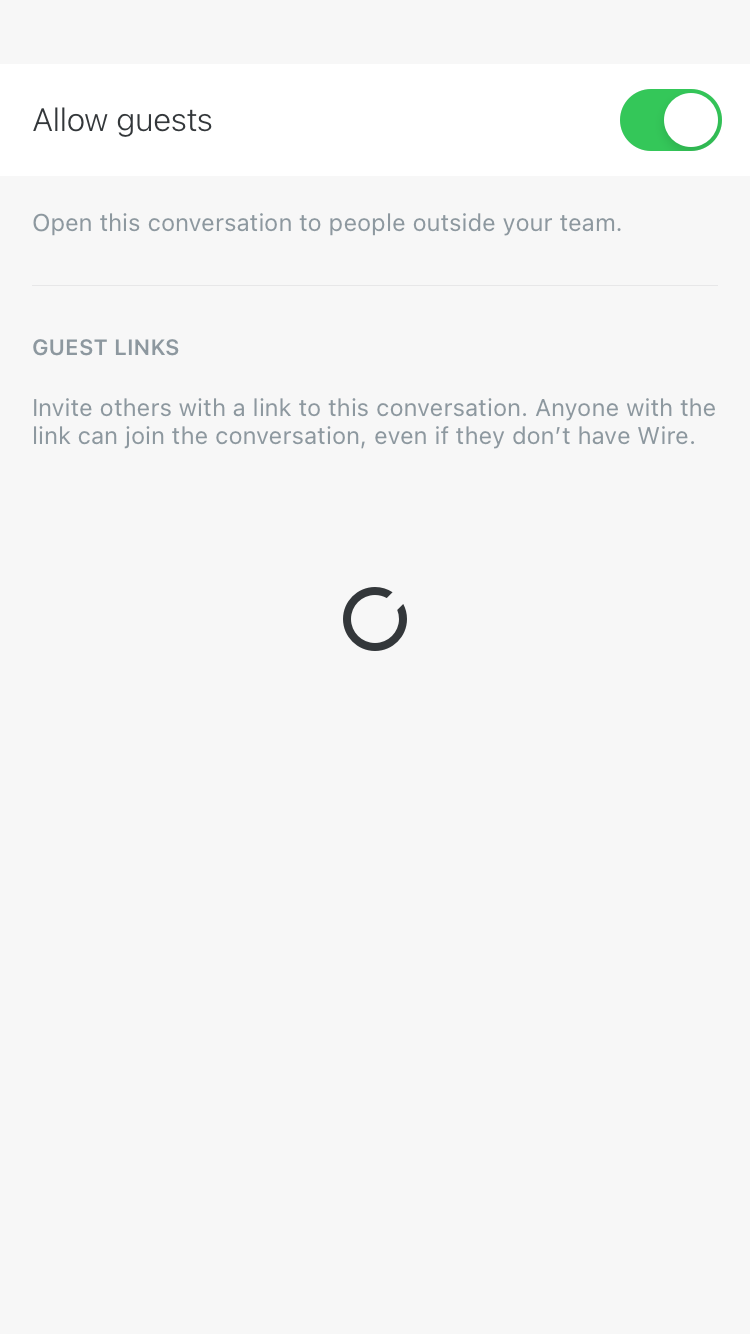 Allow guests
Open this conversation to people outside your team.
GUEST LINKS
Invite others with a link to this conversation. Anyone with the
link can join the conversation, even if they don’t have Wire.